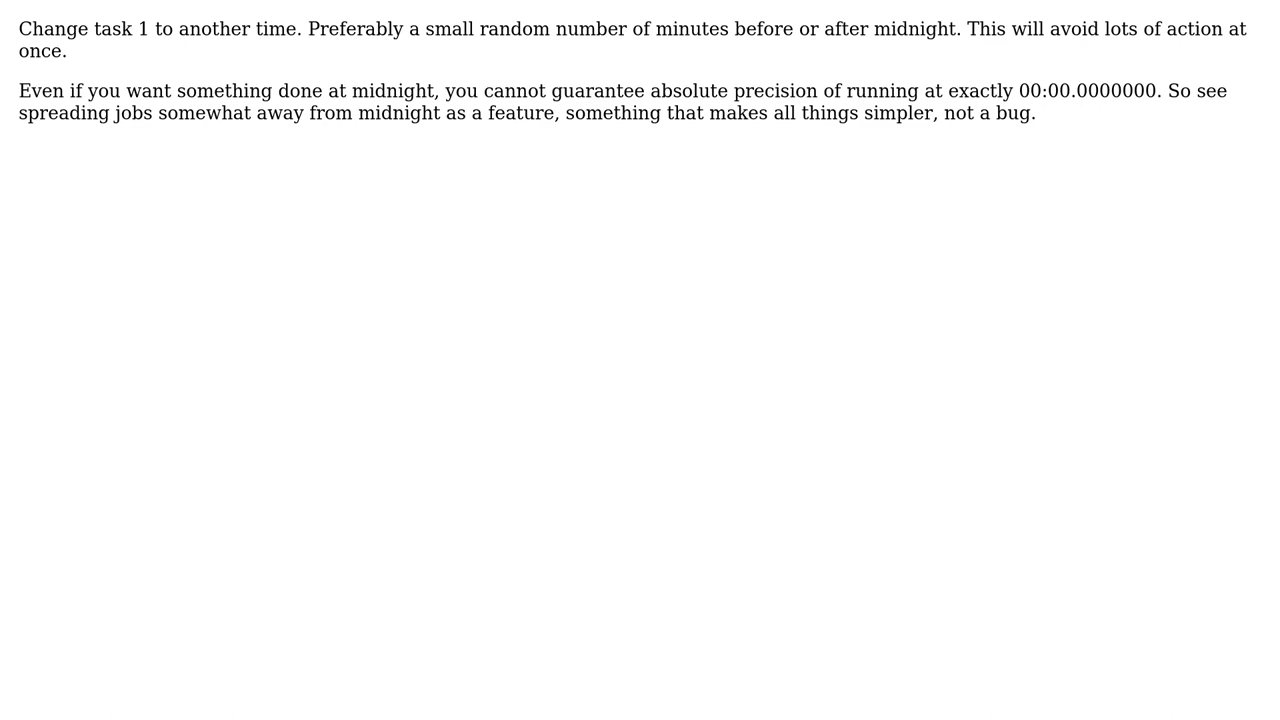 Change task 1 to another time. Preferably a small random number of minutes before or after midnight. This will avoid lots of action at
once.
Even if you want something done at midnight, you cannot guarantee absolute precision of running at exactly 00:00.0000000. So see
spreading jobs somewhat away from midnight as a feature, something that makes all things simpler, not a bug.